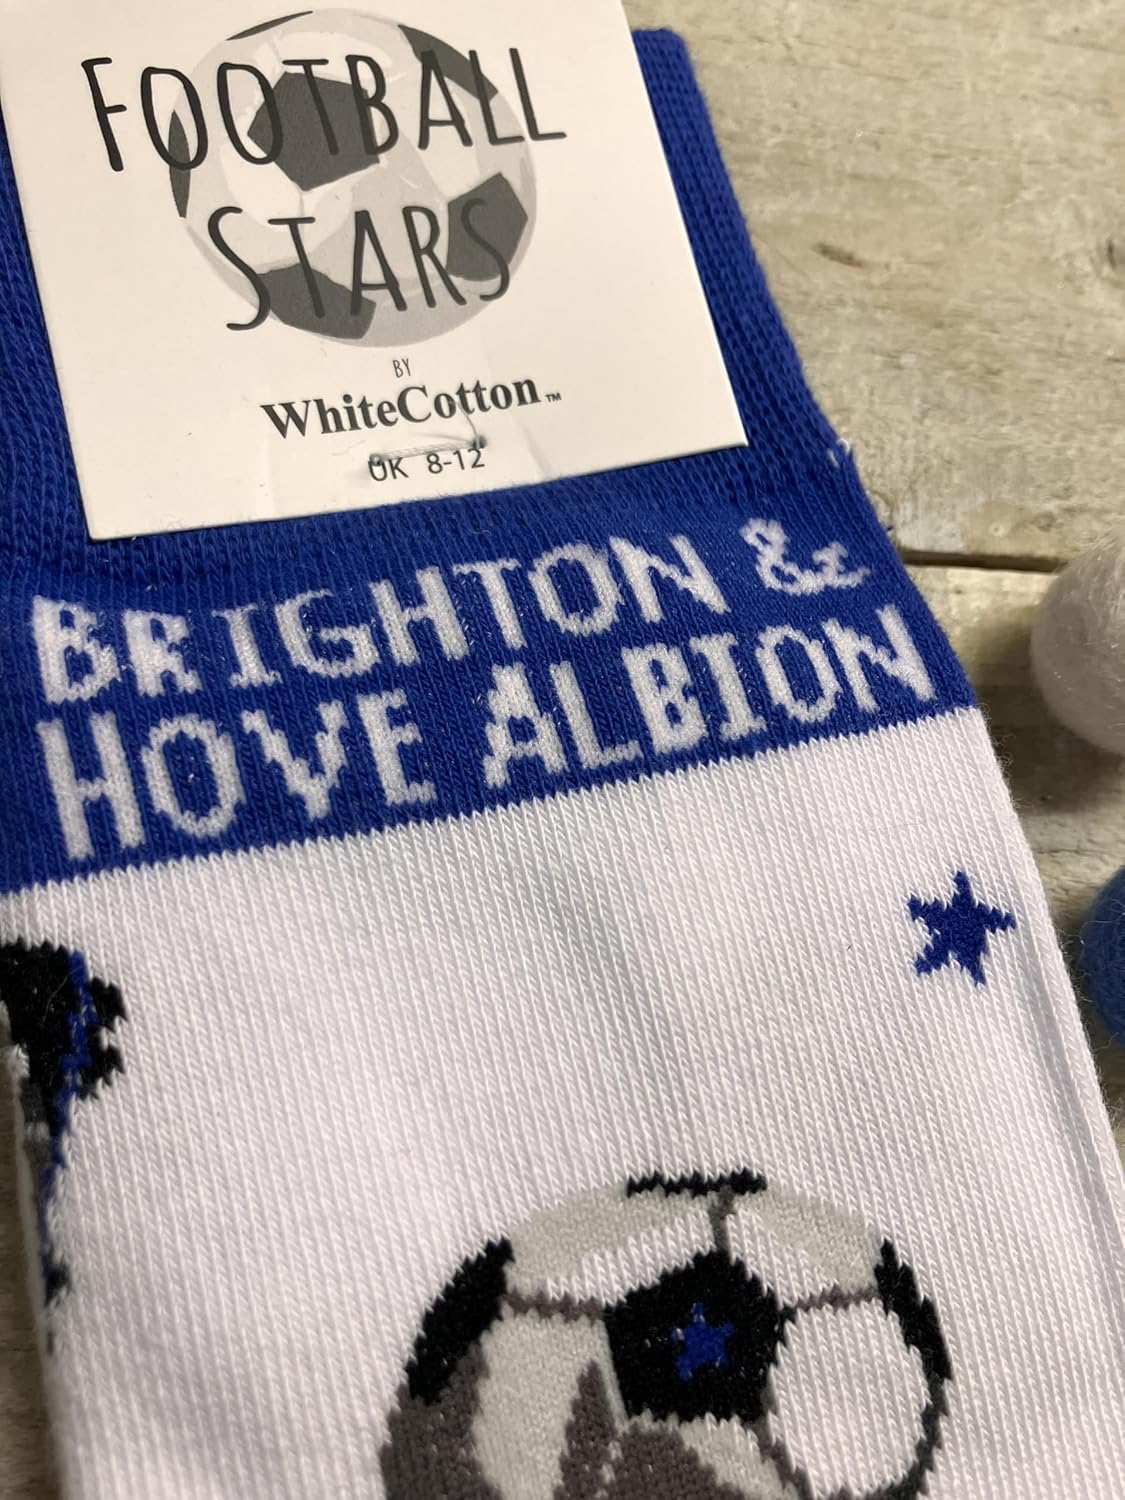 FOOTBALL
STARS
BY
WhiteCotton™
UK 8-12
BRIGHTON &
HOVE ALBION